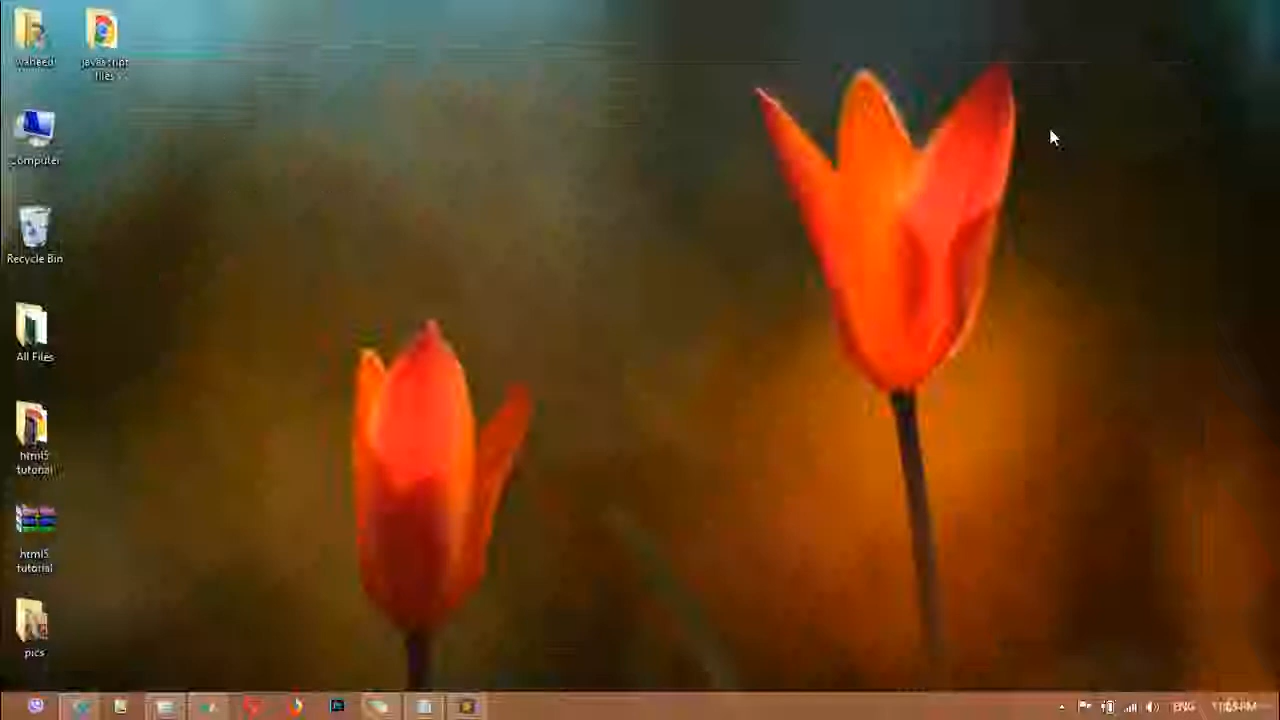 waheed
javascript
files
Computer
Recycle Bin
All Files
html5
tutorial
html5
tutorial
pics
ENG